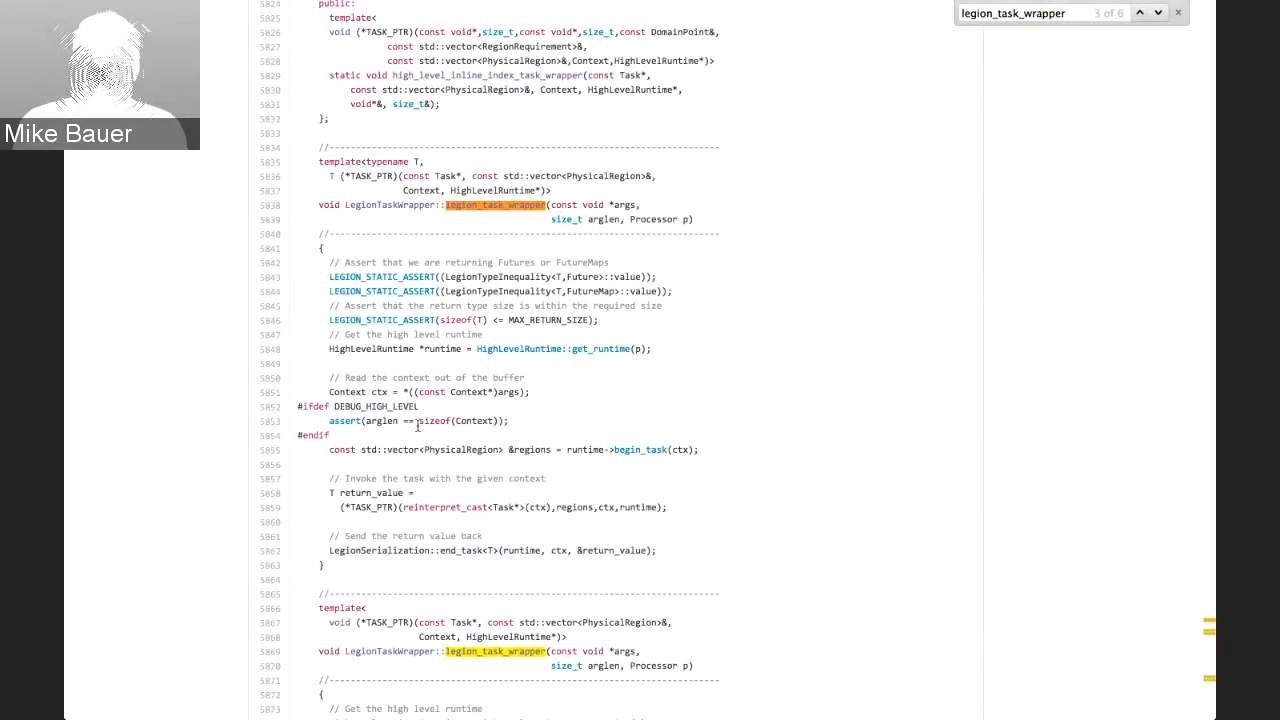 legion_task_wrapper 3 of 6
Mike Bauer
5824 public:
5825 template<
5826 void (*TASK_PTR)(const void*,size_t,const void*,size_t,const DomainPoint&,
5827 const std::vector<RegionRequirement>&,
5828 const std::vector<PhysicalRegion>&,Context,HighLevelRuntime*)>
5829 static void high_level_inline_index_task_wrapper(const Task*,
5830 const std::vector<PhysicalRegion>&, Context, HighLevelRuntime*,
5831 void*&, size_t&);
5832 };
5833
5834 //------------------------------------------------------------------------
5835 template<typename T,
5836 T (*TASK_PTR)(const Task*, const std::vector<PhysicalRegion>&,
5837 Context, HighLevelRuntime*)>
5838 void LegionTaskWrapper::legion_task_wrapper(const void *args,
5839 size_t arglen, Processor p)
5840 //------------------------------------------------------------------------
5841 {
5842 // Assert that we are returning Futures or FutureMaps
5843 LEGION_STATIC_ASSERT((LegionTypeInequality<T,Future>::value));
5844 LEGION_STATIC_ASSERT((LegionTypeInequality<T,FutureMap>::value));
5845 // Assert that the return type size is within the required size
5846 LEGION_STATIC_ASSERT(sizeof(T) <= MAX_RETURN_SIZE);
5847 // Get the high level runtime
5848 HighLevelRuntime *runtime = HighLevelRuntime::get_runtime(p);
5849
5850 // Read the context out of the buffer
5851 Context ctx = *((const Context*)args);
5852 #ifdef DEBUG_HIGH_LEVEL
5853 assert(arglen == sizeof(Context));
5854 #endif
5855 const std::vector<PhysicalRegion> &regions = runtime->begin_task(ctx);
5856
5857 // Invoke the task with the given context
5858 T return_value =
5859 (*TASK_PTR)(reinterpret_cast<Task*>(ctx),regions,ctx,runtime);
5860
5861 // Send the return value back
5862 LegionSerialization::end_task<T>(runtime, ctx, &return_value);
5863 }
5864
5865 //------------------------------------------------------------------------
5866 template<
5867 void (*TASK_PTR)(const Task*, const std::vector<PhysicalRegion>&,
5868 Context, HighLevelRuntime*)>
5869 void LegionTaskWrapper::legion_task_wrapper(const void *args,
5870 size_t arglen, Processor p)
5871 //------------------------------------------------------------------------
5872 {
5873 // Get the high level runtime